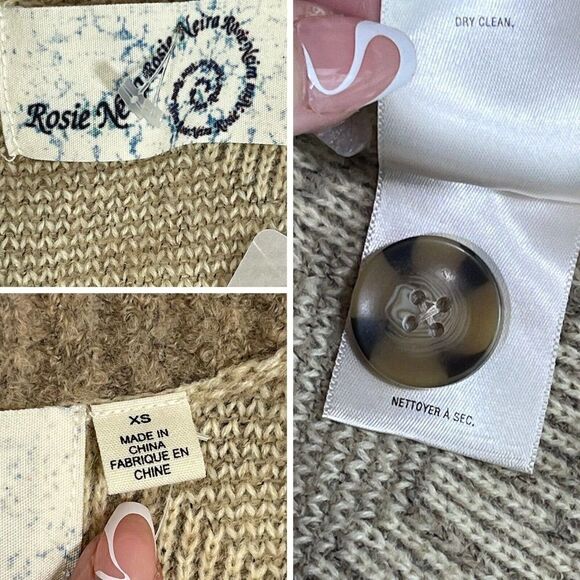 Rosie Neira Rosie Neira Rosie Neira
DRY CLEAN.
NETTOYER À SEC.
XS
MADE IN
CHINA
FABRIQUE EN
CHINE